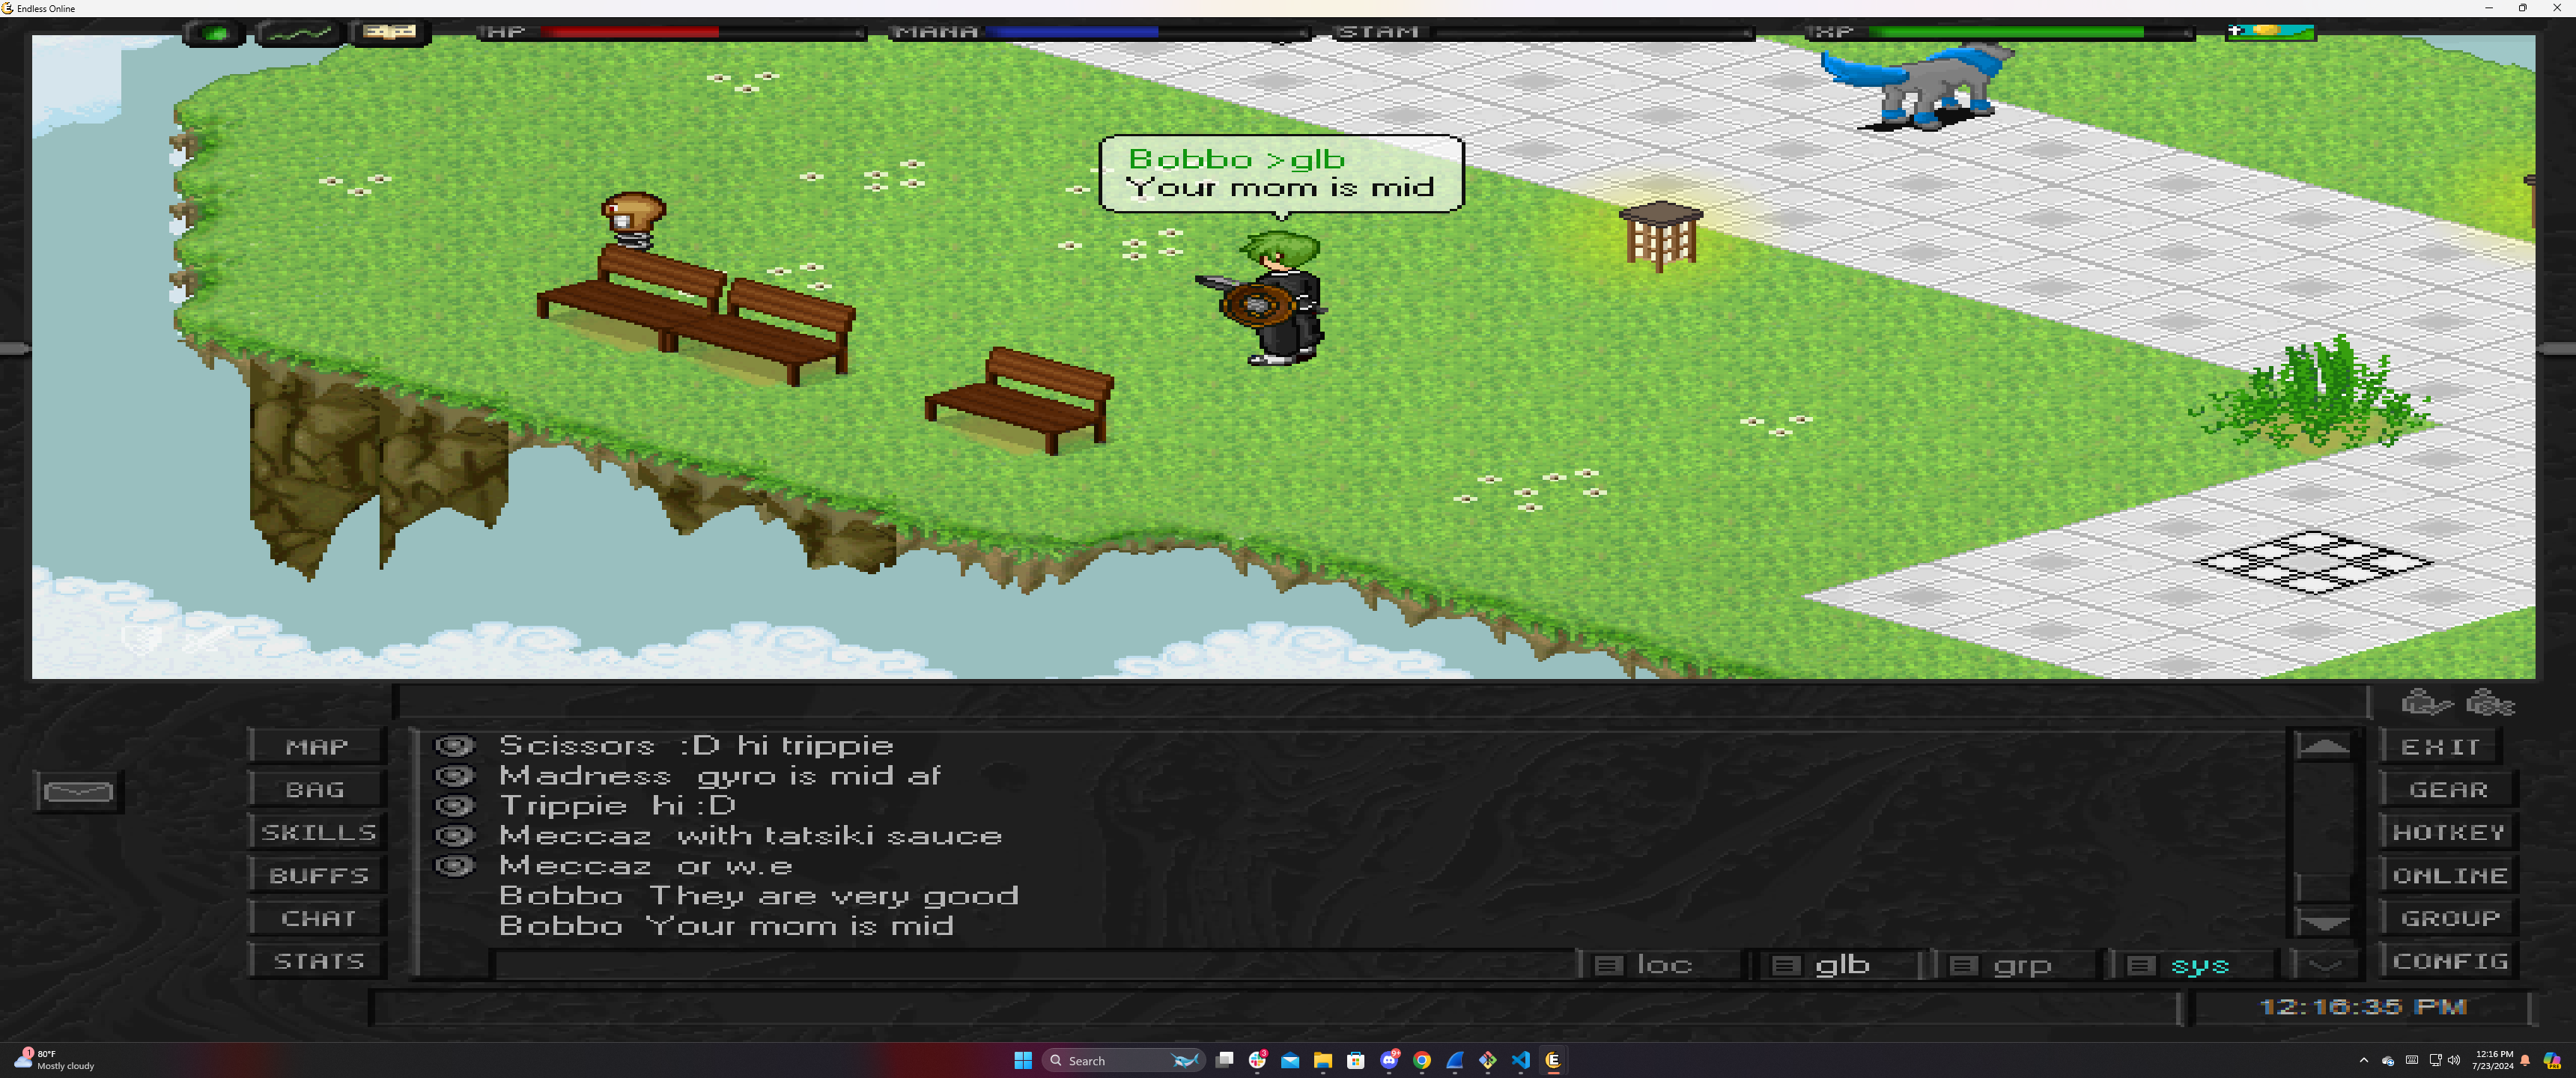 Endless Online
HP
MANA
STAM
XP
Bobbo >glb
Your mom is mid
MAP
BAG
SKILLS
BUFFS
CHAT
STATS
Scissors :D hi trippie
Madness gyro is mid af
Trippie hi :D
Meccaz with tatsiki sauce
Meccaz or w.e
Bobbo They are very good
Bobbo Your mom is mid
loc
glb
grp
sys
EXIT
GEAR
HOTKEY
ONLINE
GROUP
CONFIG
12:16:35 PM
1
80°F
Mostly cloudy
Search
3
9+
12:16 PM
7/23/2024